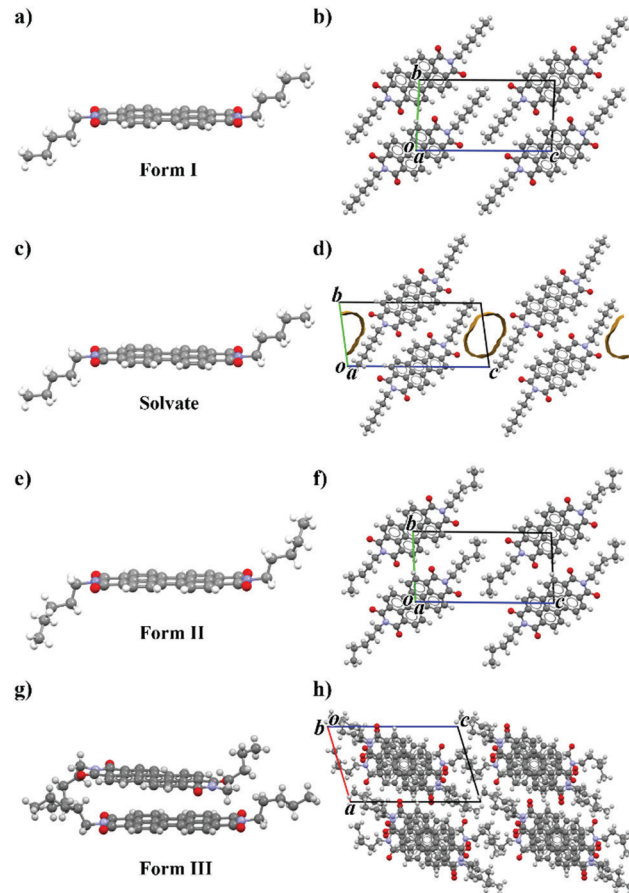 a)
b)
b
o
a
c
Form I
c)
d)
b
o
a
c
Solvate
e)
f)
b
o
a
c
Form II
g)
h)
b o
c
a
Form III